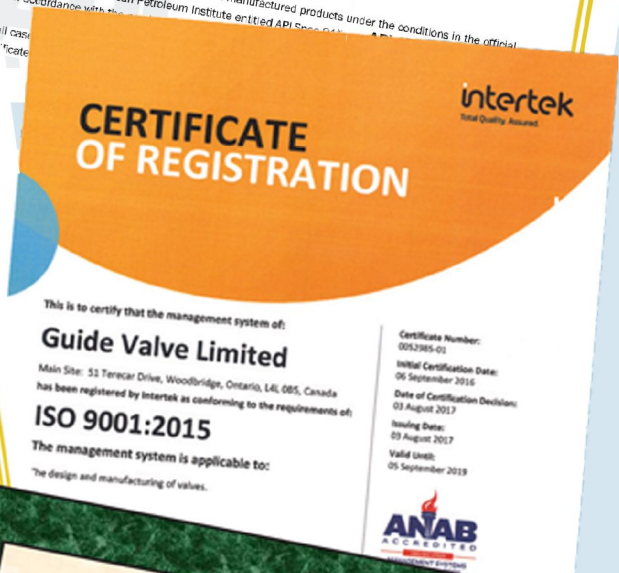 Petroleum Institute entitled API Spec
manufactured products under the conditions in the official
accordance with the
intertek
Total Quality. Assured.
CERTIFICATE
OF REGISTRATION
This is to certify that the management system of:
Guide Valve Limited
Main Site: 51 Terecar Drive, Woodbridge, Ontario, L4L 0B5, Canada
has been registered by Intertek as conforming to the requirements of:
ISO 9001:2015
The management system is applicable to:
The design and manufacturing of valves.
Certificate Number:
0052985-01
Initial Certification Date:
06 September 2016
Date of Certification Decision:
03 August 2017
Issuing Date:
03 August 2017
Valid Until:
05 September 2019
ANAB
ACCREDITED
MANAGEMENT SYSTEMS